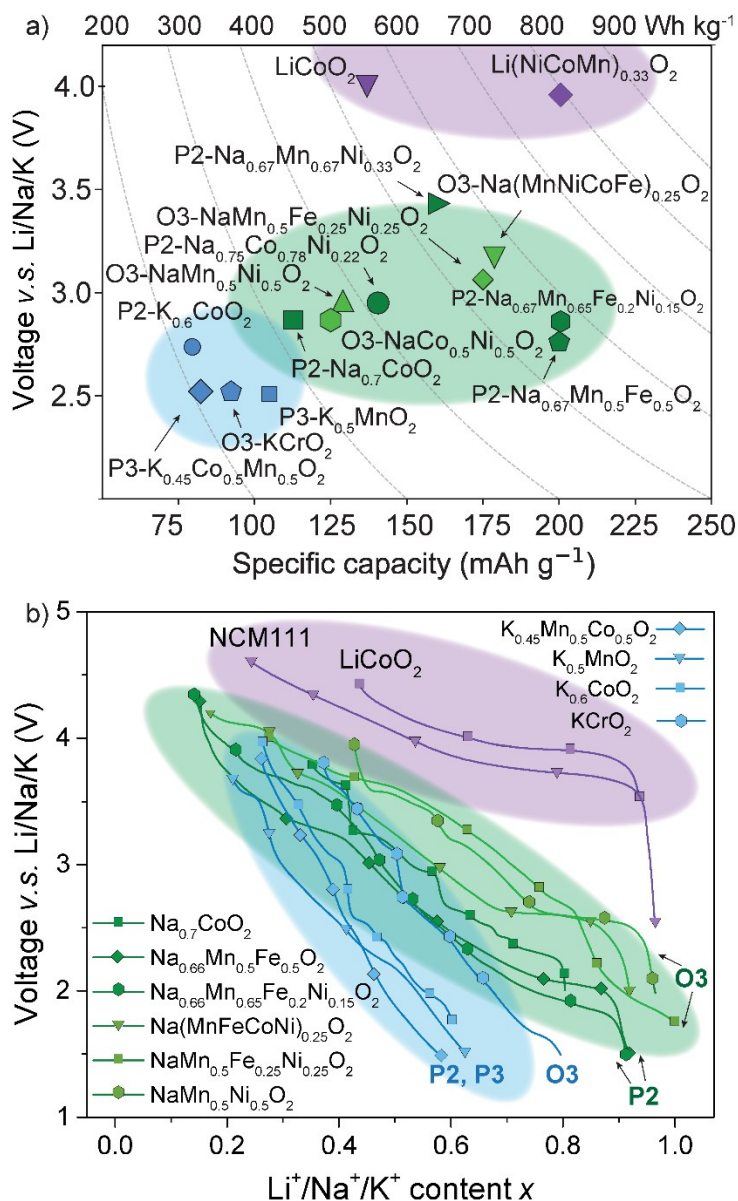 a)
200 300 400 500 600 700 800 900 Wh kg⁻¹
LiCoO₂
Li(NiCoMn)₀.₃₃O₂
4.0
P2-Na₀.₆₇Mn₀.₆₇Ni₀.₃₃O₂
3.5
O3-Na(MnNiCoFe)₀.₂₅O₂
O3-NaMn₀.₅Fe₀.₂₅Ni₀.₂₅O₂
P2-Na₀.₇₅Co₀.₇₈Ni₀.₂₂O₂
O3-NaMn₀.₅Ni₀.₅O₂
3.0
P2-Na₀.₆₇Mn₀.₆₅Fe₀.₂Ni₀.₁₅O₂
P2-K₀.₆CoO₂
O3-NaCo₀.₅Ni₀.₅O₂
P2-Na₀.₇CoO₂
P2-Na₀.₆₇Mn₀.₅Fe₀.₅O₂
2.5
P3-K₀.₅MnO₂
O3-KCrO₂
P3-K₀.₄₅Co₀.₅Mn₀.₅O₂
Voltage v.s. Li/Na/K (V)
75 100 125 150 175 200 225 250
Specific capacity (mAh g⁻¹)
b)
5
NCM111
LiCoO₂
K₀.₄₅Mn₀.₅Co₀.₅O₂
K₀.₅MnO₂
K₀.₆CoO₂
KCrO₂
4
3
Voltage v.s. Li/Na/K (V)
Na₀.₇CoO₂
Na₀.₆₆Mn₀.₅Fe₀.₅O₂
Na₀.₆₆Mn₀.₆₅Fe₀.₂Ni₀.₁₅O₂
Na(MnFeCoNi)₀.₂₅O₂
NaMn₀.₅Fe₀.₂₅Ni₀.₂₅O₂
NaMn₀.₅Ni₀.₅O₂
2
O3
P2, P3
O3
P2
1
0.0 0.2 0.4 0.6 0.8 1.0
Li⁺/Na⁺/K⁺ content x